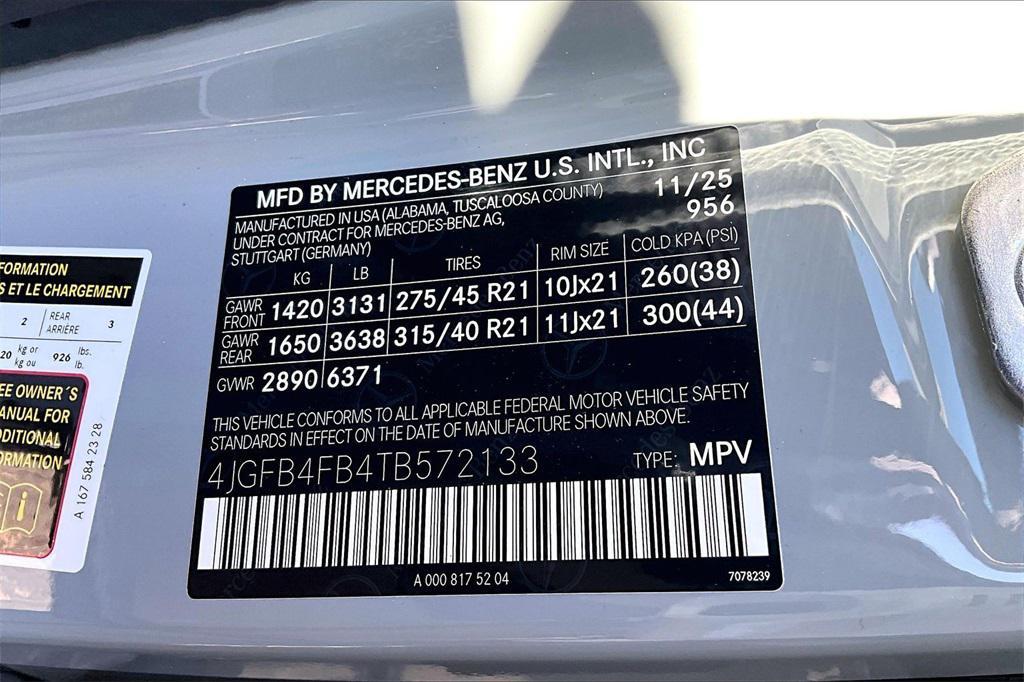 MFD BY MERCEDES-BENZ U.S. INTL., INC
MANUFACTURED IN USA (ALABAMA, TUSCALOOSA COUNTY) 11/25
UNDER CONTRACT FOR MERCEDES-BENZ AG, 956
STUTTGART (GERMANY)
KG LB TIRES RIM SIZE COLD KPA (PSI)
GAWR FRONT 1420 3131 275/45 R21 10Jx21 260(38)
GAWR REAR 1650 3638 315/40 R21 11Jx21 300(44)
GVWR 2890 6371
THIS VEHICLE CONFORMS TO ALL APPLICABLE FEDERAL MOTOR VEHICLE SAFETY
STANDARDS IN EFFECT ON THE DATE OF MANUFACTURE SHOWN ABOVE.
4JGFB4FB4TB572133 TYPE: MPV
A 000 817 52 04 7078239
FORMATION
S ET LE CHARGEMENT
2 REAR ARRIÈRE 3
20 kg or kg ou 926 lbs. lb.
EE OWNER´S
ANUAL FOR
DDITIONAL
ORMATION
A 167 584 23 28